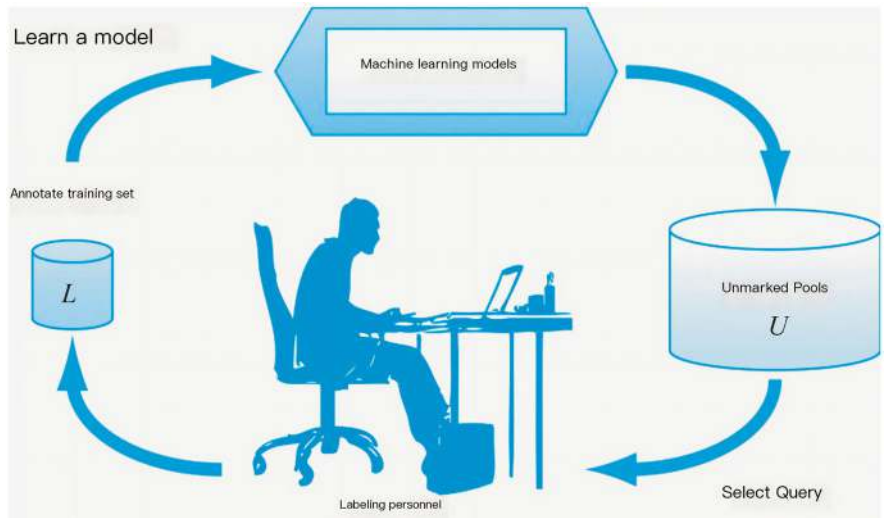 Learn a model
Machine learning models
Annotate training set
L
Unmarked Pools
U
Labeling personnel
Select Query